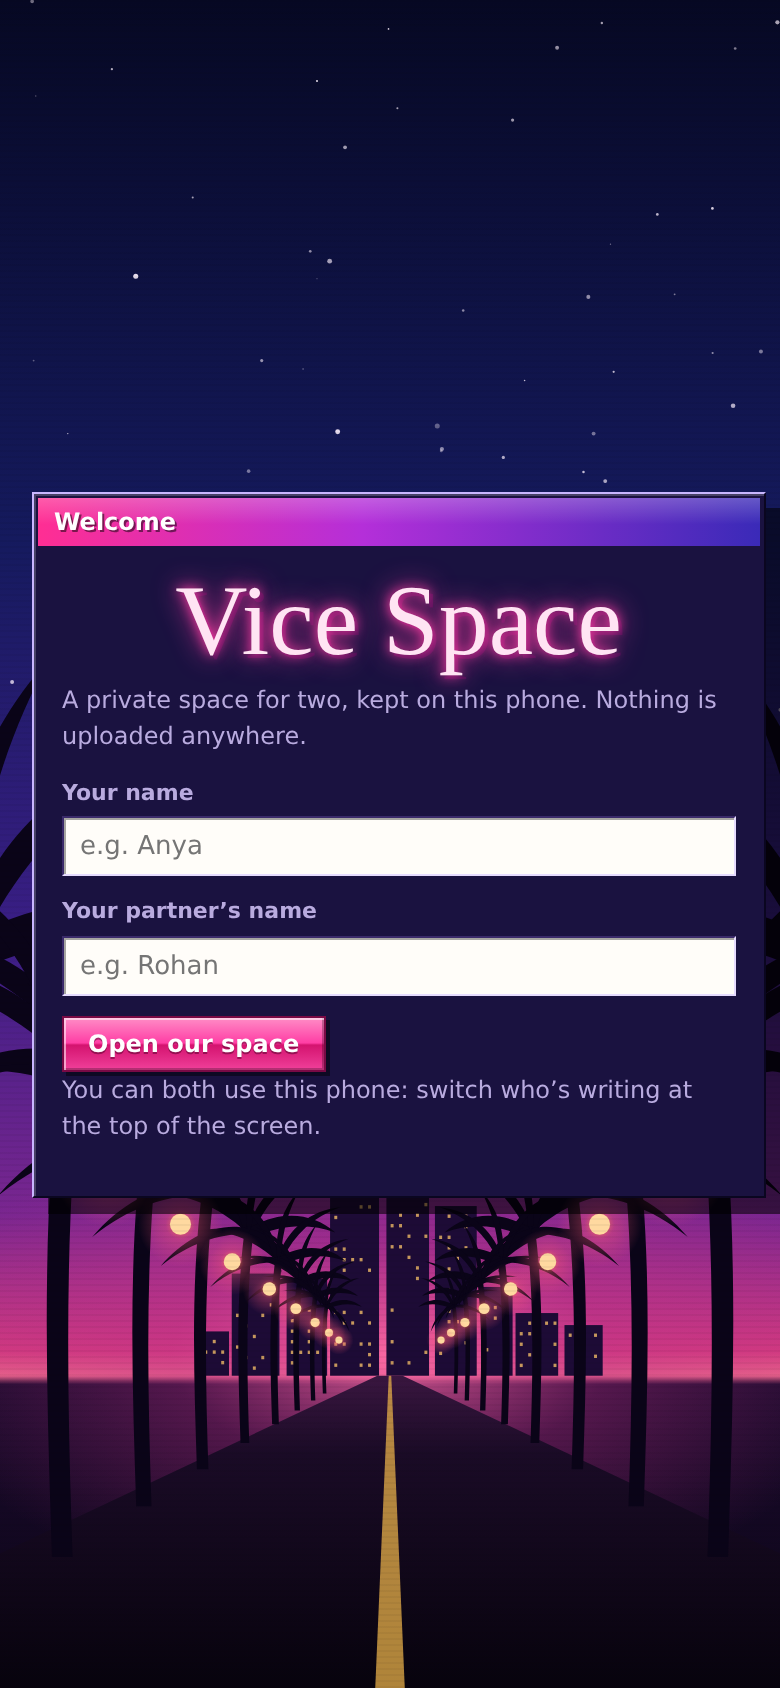 Welcome
Vice Space
A private space for two, kept on this phone. Nothing is
uploaded anywhere.
Your name
e.g. Anya
Your partner’s name
e.g. Rohan
Open our space
You can both use this phone: switch who’s writing at
the top of the screen.